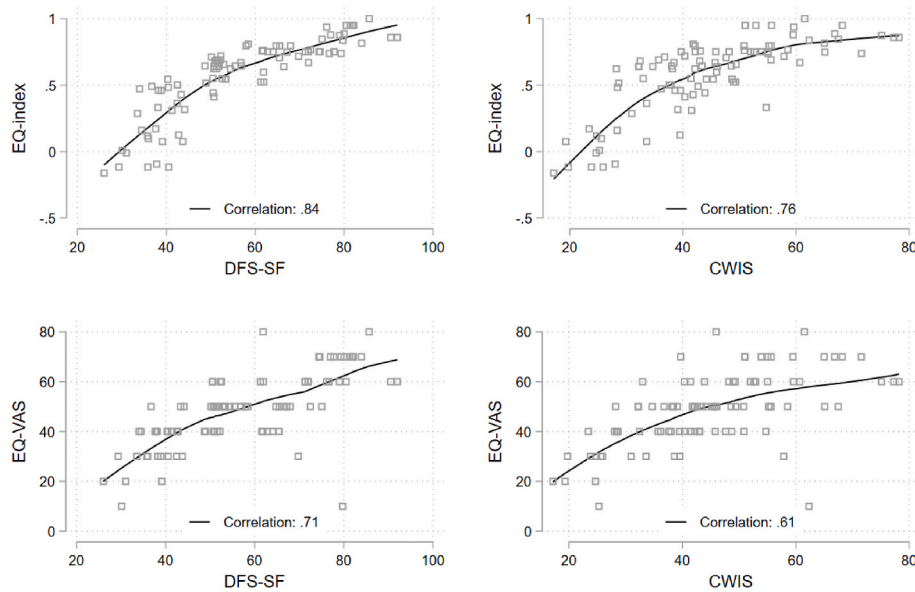 1
.5
0
-.5
EQ-index
Correlation: .84
20 40 60 80 100
DFS-SF
1
.5
0
-.5
EQ-index
Correlation: .76
20 40 60 80
CWIS
80
60
40
20
0
EQ-VAS
Correlation: .71
20 40 60 80 100
DFS-SF
80
60
40
20
0
EQ-VAS
Correlation: .61
20 40 60 80
CWIS